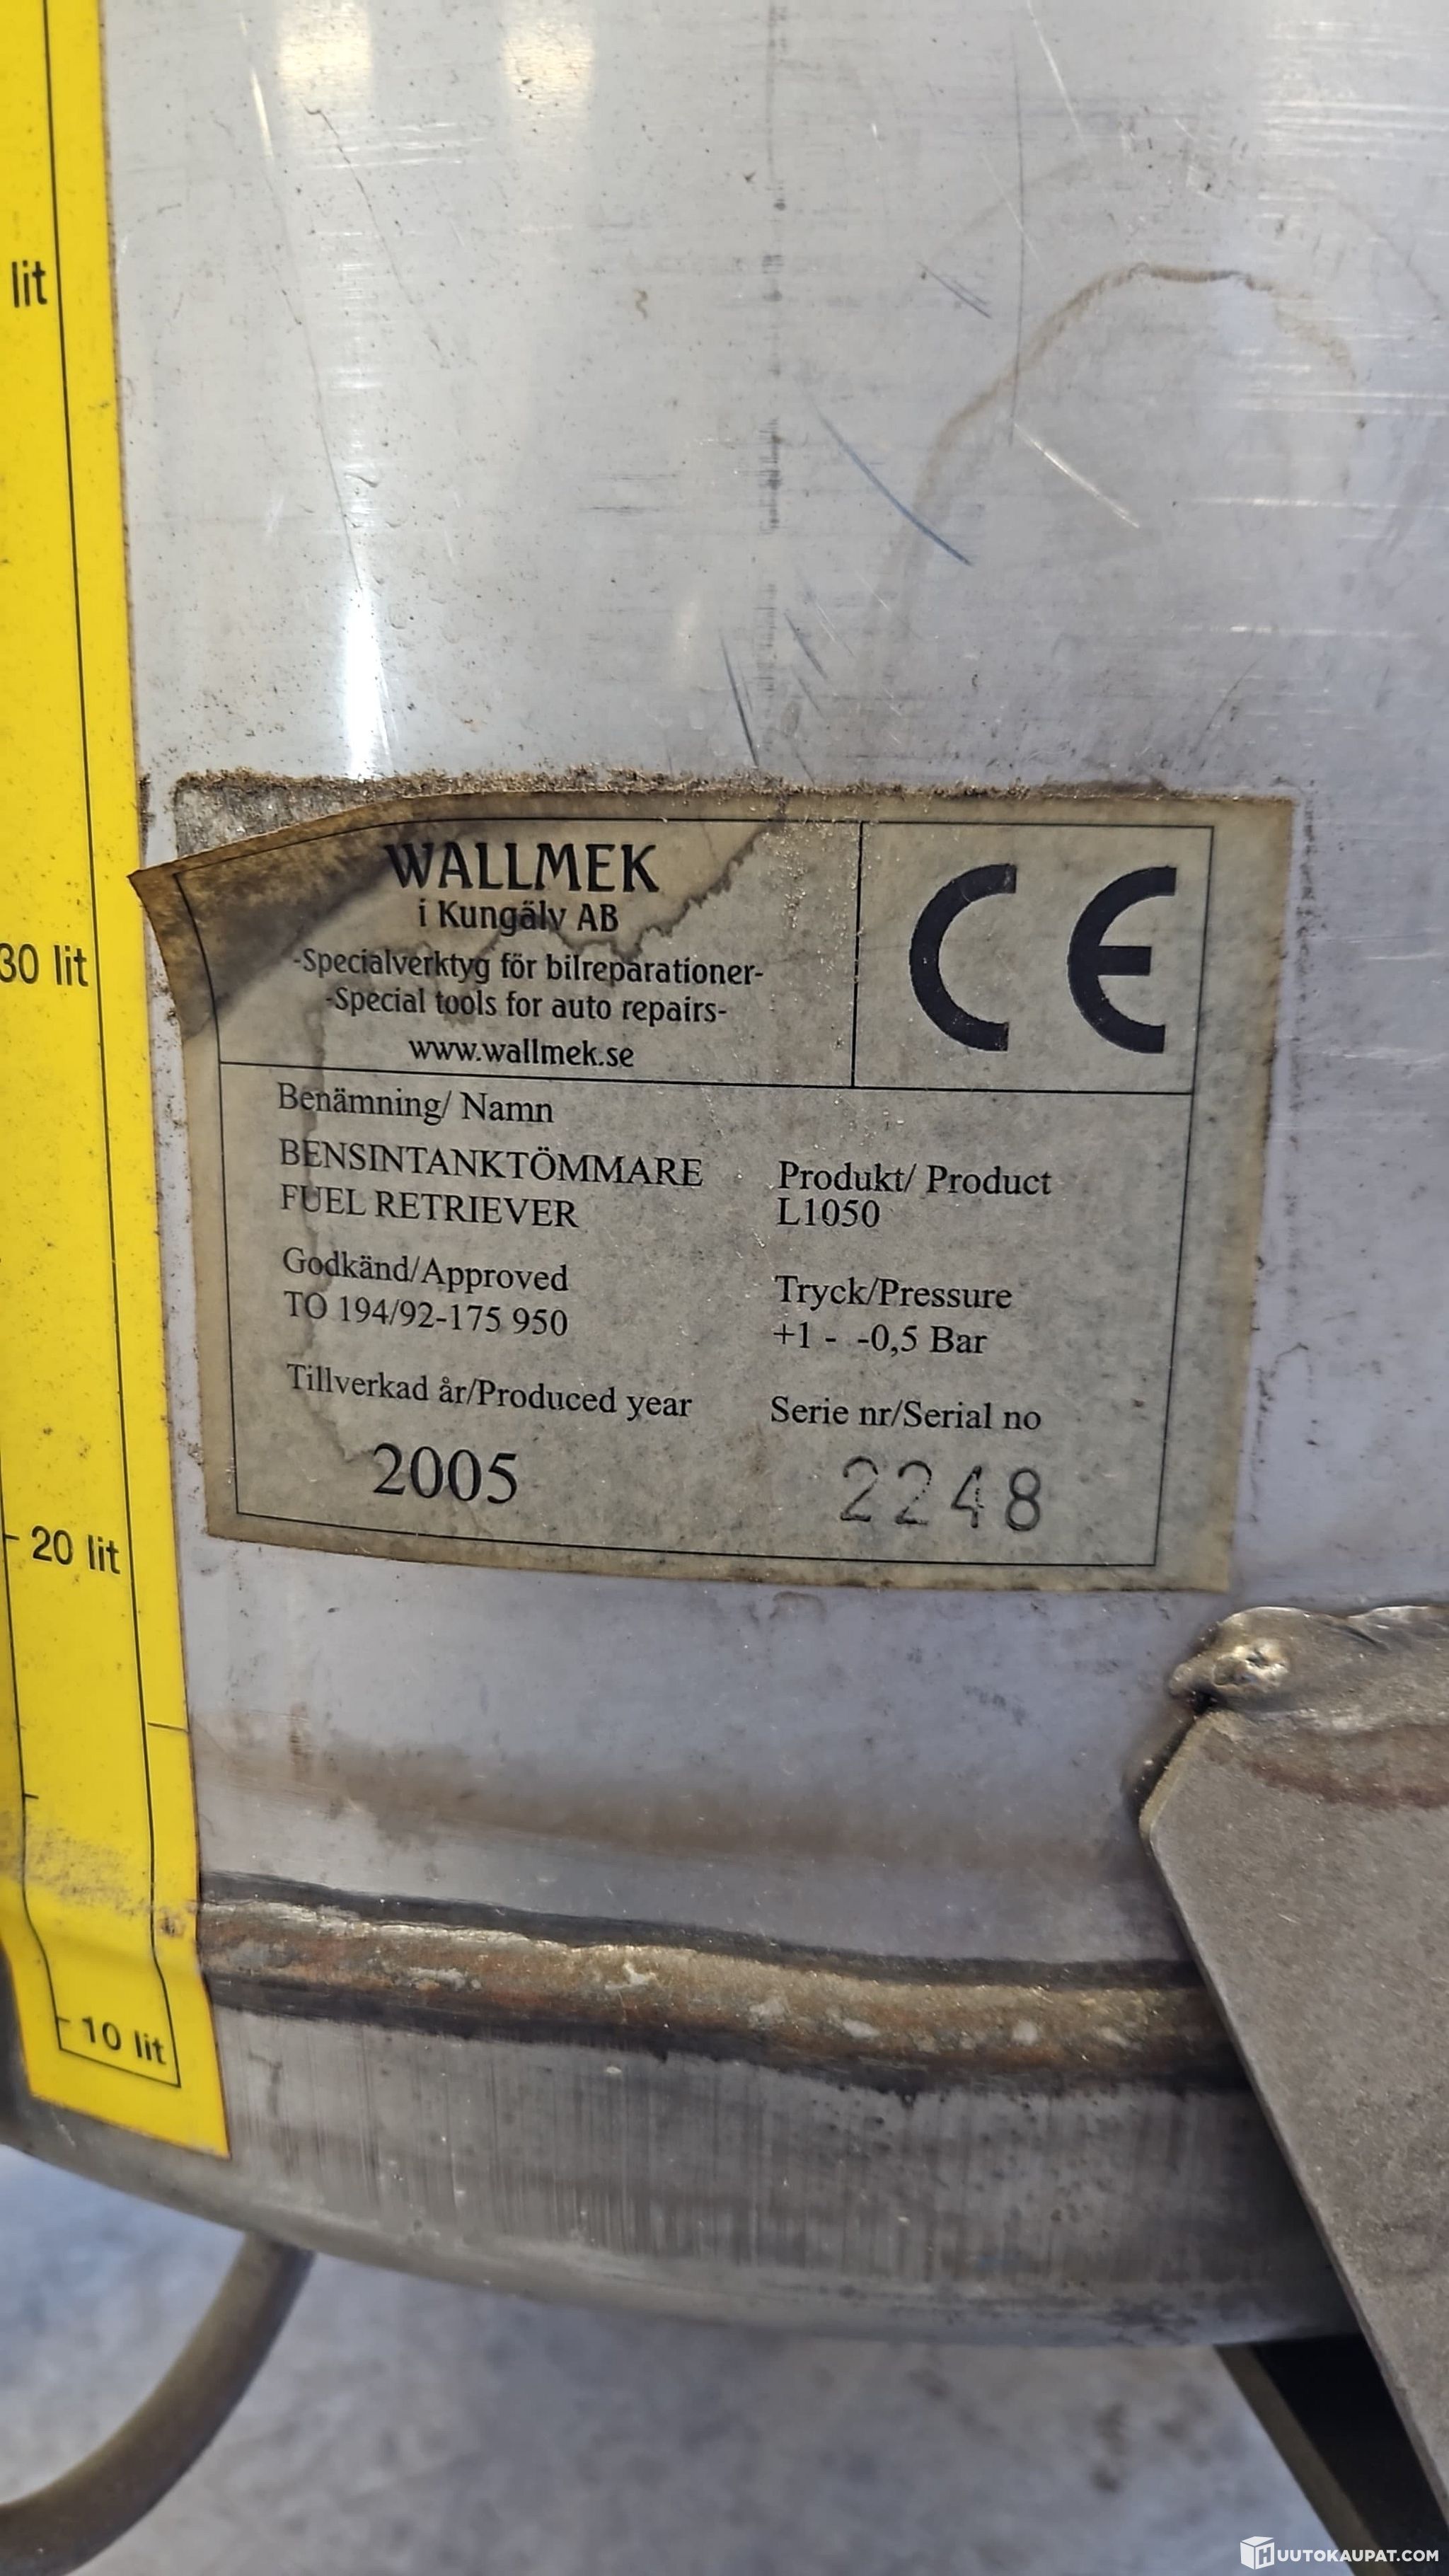 lit
30 lit
20 lit
10 lit
WALLMEK
i Kungälv AB
-Specialverktyg för bilreparationer-
-Special tools for auto repairs-
www.wallmek.se
CE
Benämning/ Namn
BENSINTANKTÖMMARE
FUEL RETRIEVER
Produkt/ Product
L1050
Godkänd/Approved
TO 194/92-175 950
Tryck/Pressure
+1 - -0,5 Bar
Tillverkad år/Produced year
2005
Serie nr/Serial no
2248
HUUTOKAUPAT.COM